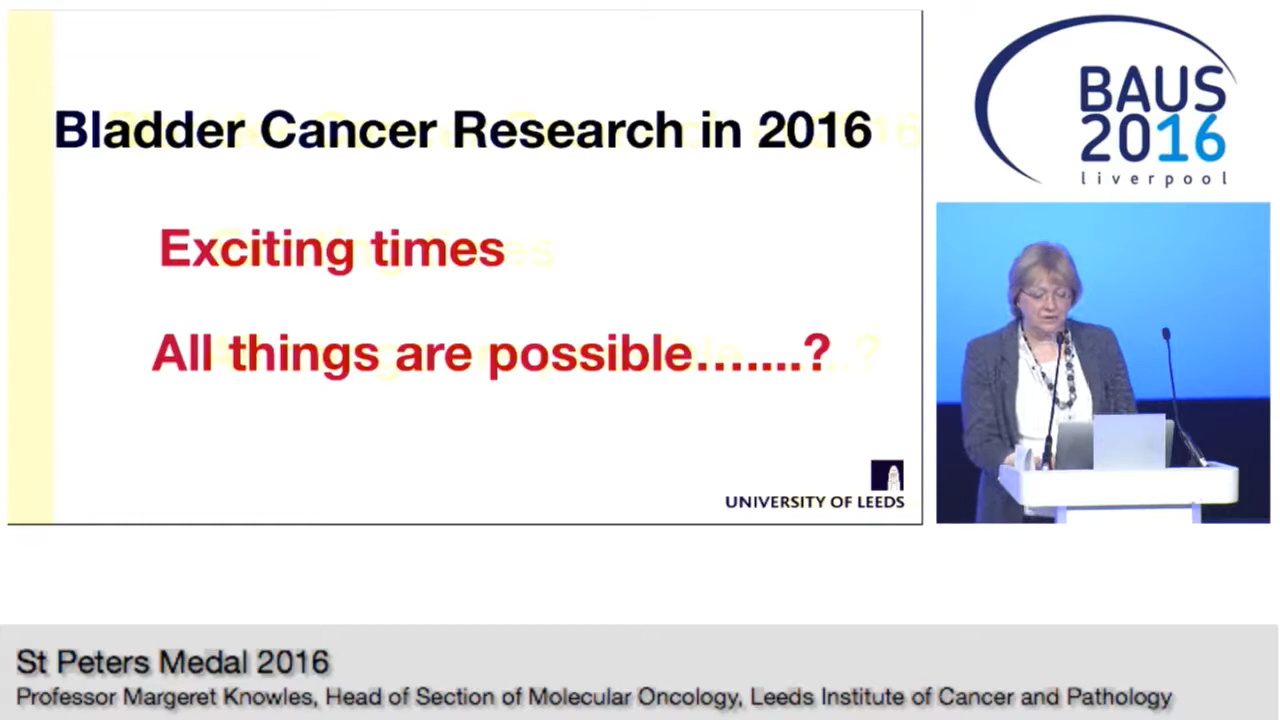 Bladder Cancer Research in 2016
Exciting times
All things are possible.......?
UNIVERSITY OF LEEDS
BAUS
2016
liverpool
St Peters Medal 2016
Professor Margeret Knowles, Head of Section of Molecular Oncology, Leeds Institute of Cancer and Pathology